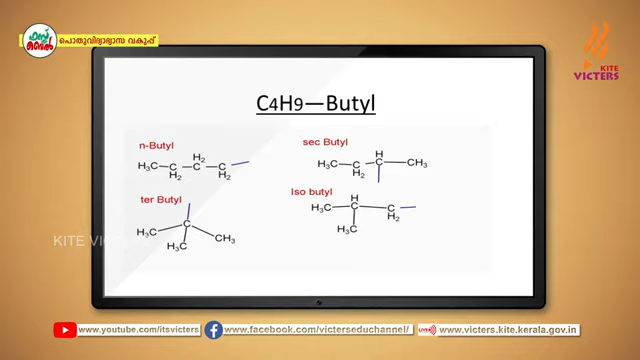 ഫസ്റ്റ് ബെൽ
പൊതുവിദ്യാഭ്യാസ വകുപ്പ്
KITE
VICTERS
C4H9—Butyl
n-Butyl
H3C C H2 H2 C C H2
sec Butyl
H3C C H2 H C CH3
ter Butyl
H3C C CH3 H3C
Iso butyl
H3C H C C H2 H3C
KITE VIC
www.youtube.com/itsvicters
www.facebook.com/victerseduchannel/
LIVE
www.victers.kite.kerala.gov.in